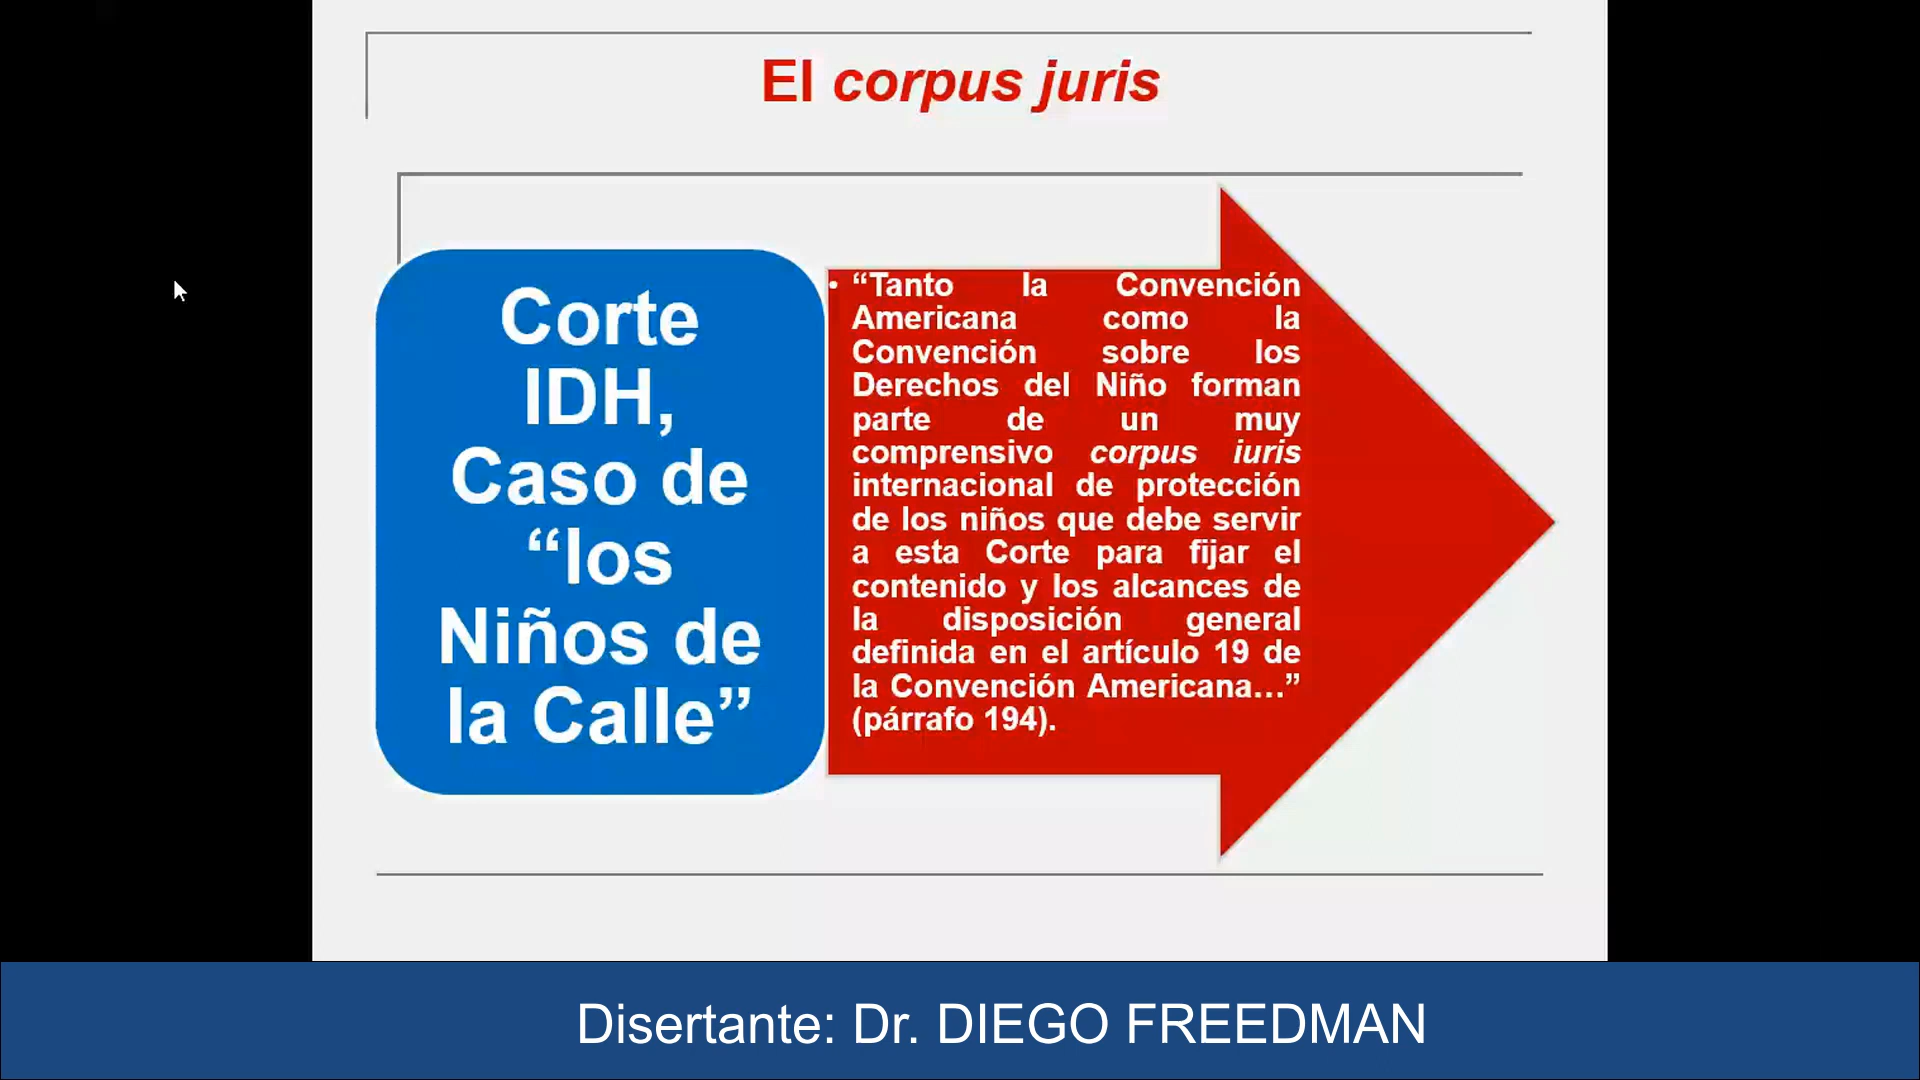 El corpus juris
Corte
IDH,
Caso de
“los
Niños de
la Calle”
• “Tanto la Convención
Americana como la
Convención sobre los
Derechos del Niño forman
parte de un muy
comprensivo corpus iuris
internacional de protección
de los niños que debe servir
a esta Corte para fijar el
contenido y los alcances de
la disposición general
definida en el artículo 19 de
la Convención Americana…”
(párrafo 194).
Disertante: Dr. DIEGO FREEDMAN